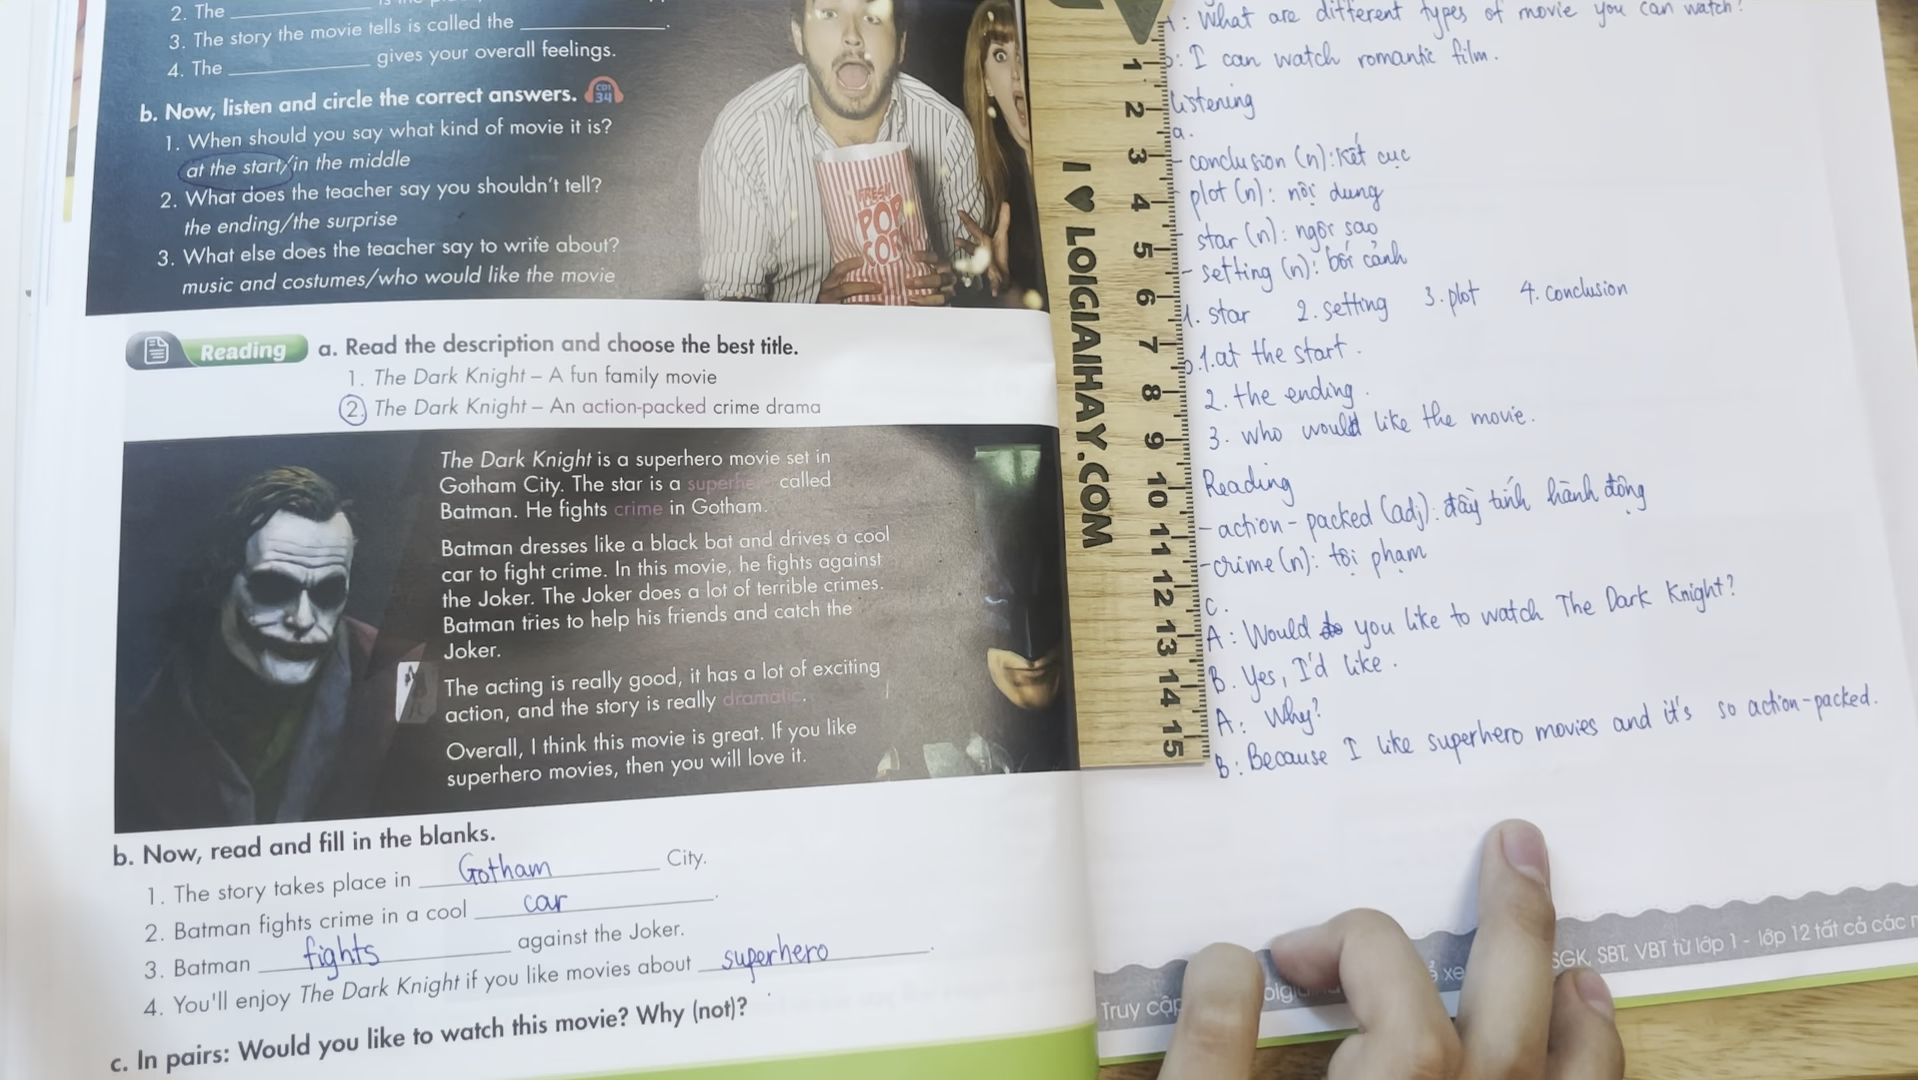 2. The
3. The story the movie tells is called the
4. The gives your overall feelings.
b. Now, listen and circle the correct answers. CD1 34
1. When should you say what kind of movie it is?
at the start/in the middle
2. What does the teacher say you shouldn't tell?
the ending/the surprise
3. What else does the teacher say to write about?
music and costumes/who would like the movie
FRESH
POP
CORN
Reading a. Read the description and choose the best title.
1. The Dark Knight – A fun family movie
2. The Dark Knight – An action-packed crime drama
The Dark Knight is a superhero movie set in
Gotham City. The star is a superhero called
Batman. He fights crime in Gotham.
Batman dresses like a black bat and drives a cool
car to fight crime. In this movie, he fights against
the Joker. The Joker does a lot of terrible crimes.
Batman tries to help his friends and catch the
Joker.
The acting is really good, it has a lot of exciting
action, and the story is really dramatic.
Overall, I think this movie is great. If you like
superhero movies, then you will love it.
b. Now, read and fill in the blanks.
1. The story takes place in Gotham City.
2. Batman fights crime in a cool car.
3. Batman fights against the Joker.
4. You'll enjoy The Dark Knight if you like movies about superhero.
c. In pairs: Would you like to watch this movie? Why (not)?
1 2 3 4 5 6 7 8 9 10 11 12 13 14 15
I ♥ LOIGIAIHAY.COM
A: What are different types of movie you can watch?
b: I can watch romantic film.
Listening
a.
- conclusion (n): kết cục
- plot (n): nội dung
- star (n): ngôi sao
- setting (n): bối cảnh
1. star 2. setting 3. plot 4. conclusion
b. 1. at the start.
2. the ending.
3. who would like the movie.
Reading
- action-packed (adj): đầy tính hành động
- crime (n): tội phạm
C.
A: Would you like to watch The Dark Knight?
B. Yes, I'd like.
A: Why?
B: Because I like superhero movies and it's so action-packed.
Truy cập
SGK, SBT, VBT từ lớp 1 - lớp 12 tất cả các